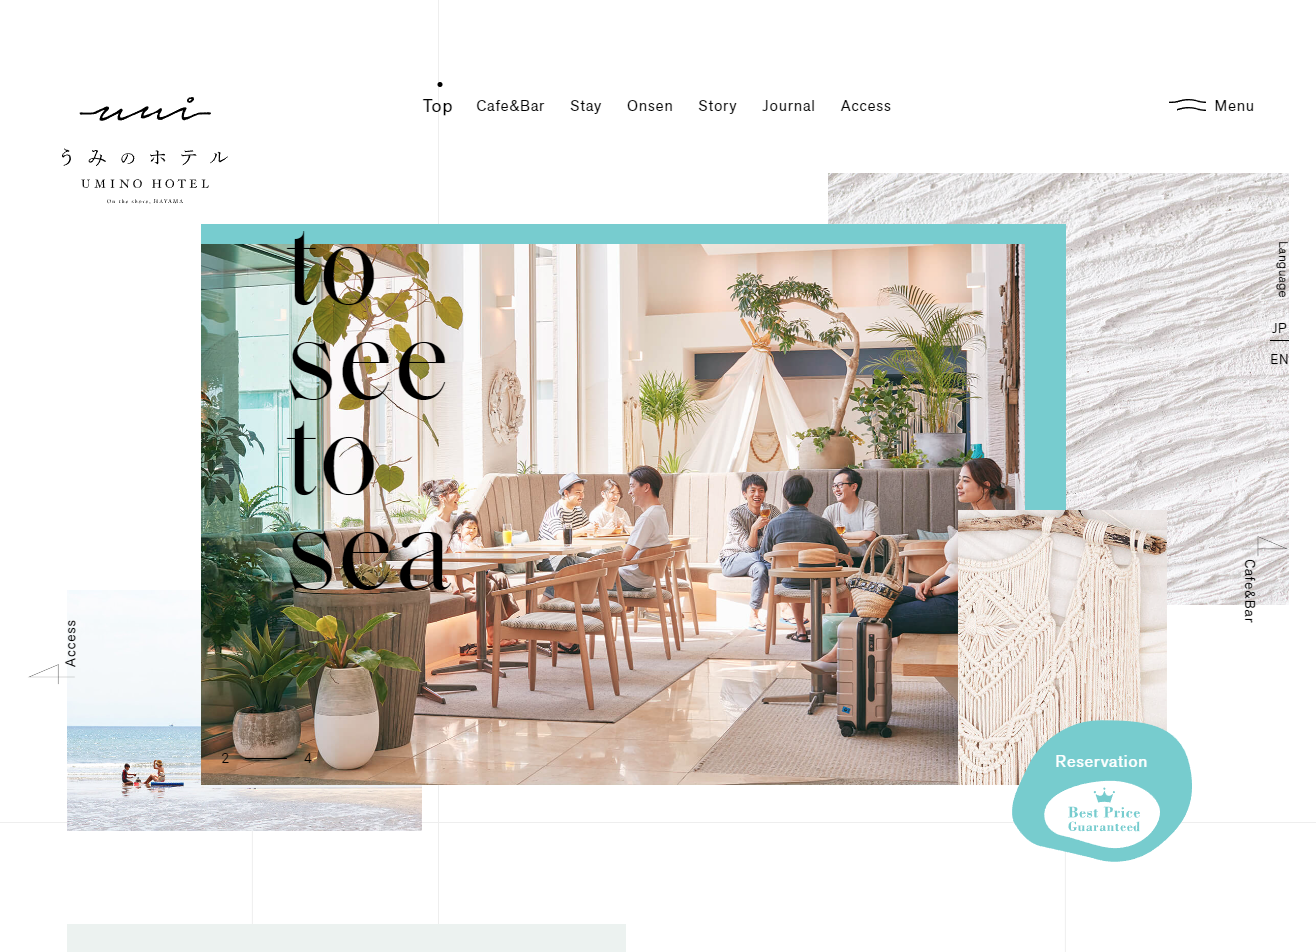 uui
うみのホテル
UMINO HOTEL
On the shore, HAYAMA
Top Cafe&Bar Stay Onsen Story Journal Access
Menu
to
see
to
sea
Language
JP
EN
Cafe&Bar
Access
2 4
Reservation
Best Price
Guaranteed